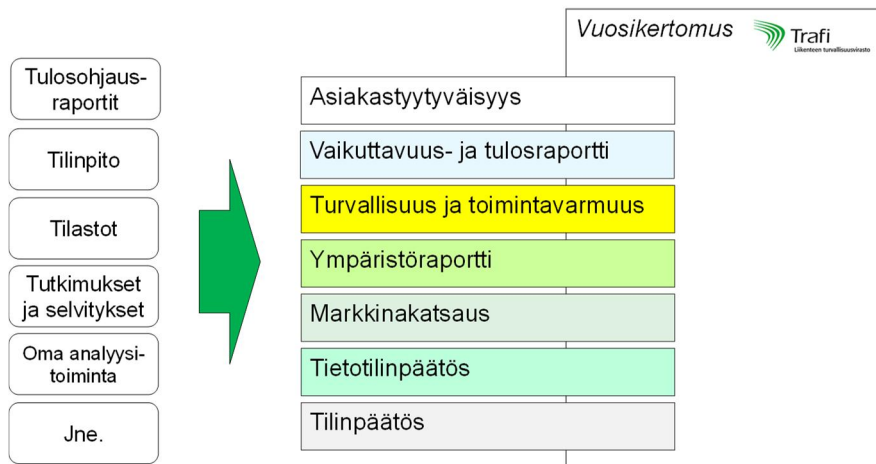 Vuosikertomus
Trafi
Liikenteen turvallisuusvirasto
Tulosohjaus-
raportit
Tilinpito
Tilastot
Tutkimukset
ja selvitykset
Oma analyysi-
toiminta
Jne.
Asiakastyytyväisyys
Vaikuttavuus- ja tulosraportti
Turvallisuus ja toimintavarmuus
Ympäristöraportti
Markkinakatsaus
Tietotilinpäätös
Tilinpäätös